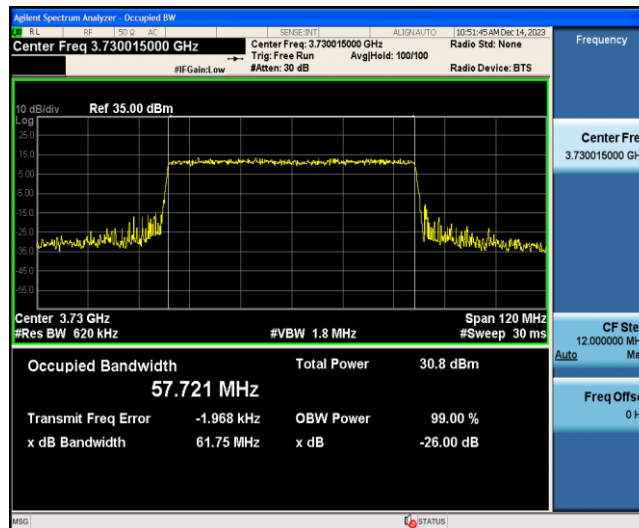 Agilent Spectrum Analyzer - Occupied BW
RL RF 50 Ω AC SENSE:INT ALIGNAUTO 10:51:45 AM Dec 14, 2023
Center Freq 3.730015000 GHz Center Freq: 3.730015000 GHz Radio Std: None Frequency
Trig: Free Run Avg|Hold: 100/100
#IFGain:Low #Atten: 30 dB Radio Device: BTS
10 dB/div Ref 35.00 dBm
Log
25.0
15.0
5.00
-5.00
-15.0
-25.0
-35.0
-45.0
-55.0
Center Fre
3.730015000 GH
Center 3.73 GHz Span 120 MHz
#Res BW 620 kHz #VBW 1.8 MHz #Sweep 30 ms
CF Ste
12.000000 MH
Auto Ma
Occupied Bandwidth Total Power 30.8 dBm
57.721 MHz
Transmit Freq Error -1.968 kHz OBW Power 99.00 %
x dB Bandwidth 61.75 MHz x dB -26.00 dB
Freq Offse
0 H
MSG STATUS